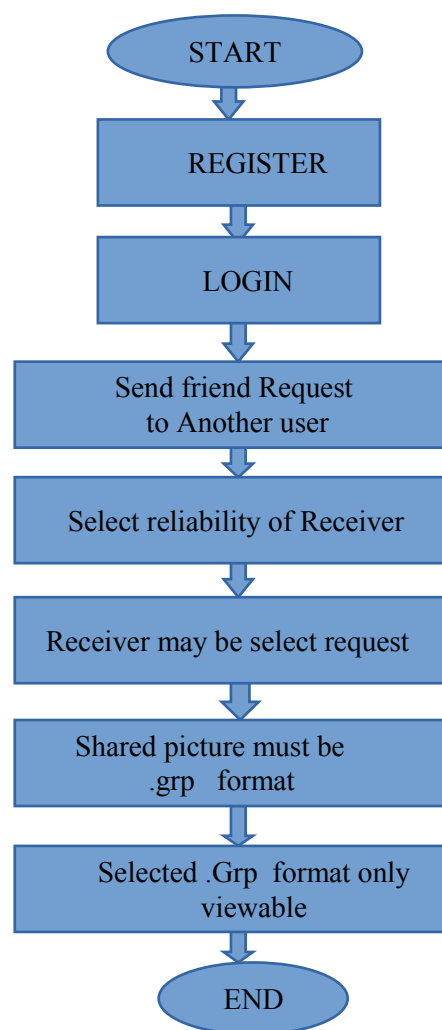 START
REGISTER
LOGIN
Send friend Request
to Another user
Select reliability of Receiver
Receiver may be select request
Shared picture must be
.grp format
Selected .Grp format only
viewable
END